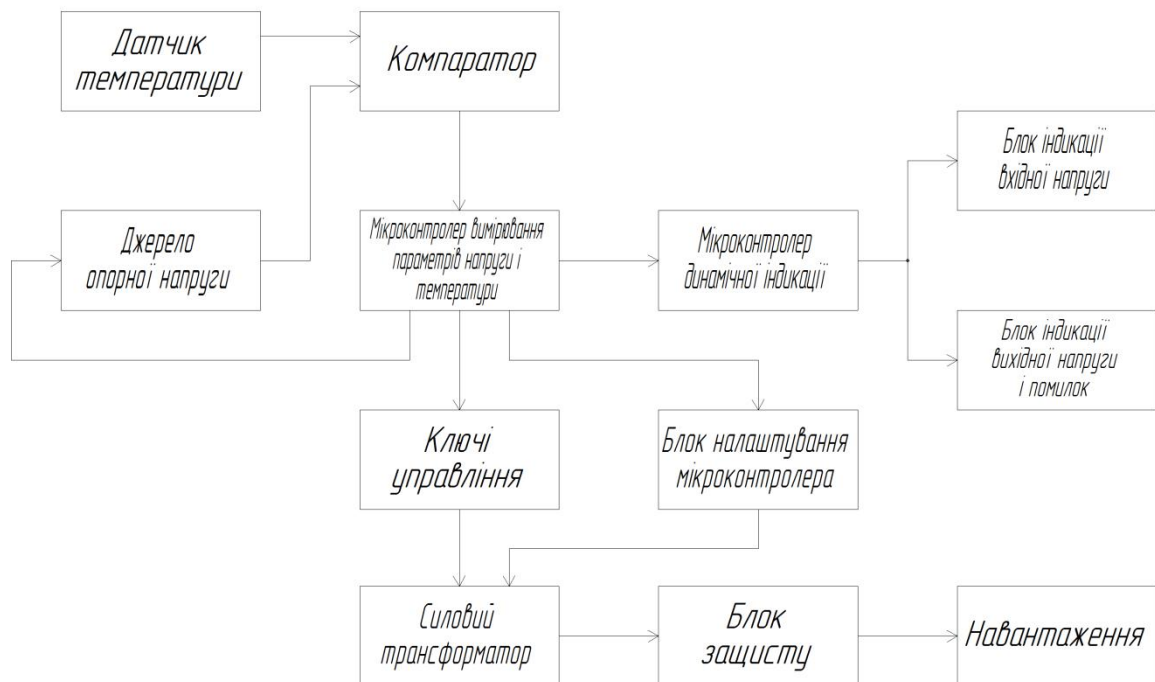 Датчик
температури
Компаратор
Блок індикації
вхідної напруги
Джерело
опорної напруги
Мікроконтролер вимірювання
параметрів напруги і
температури
Мікроконтролер
динамічної індикації
Блок індикації
вихідної напруги
і помилок
Ключі
управління
Блок налаштування
мікроконтролера
Силовий
трансформатор
Блок
защисту
Навантаження